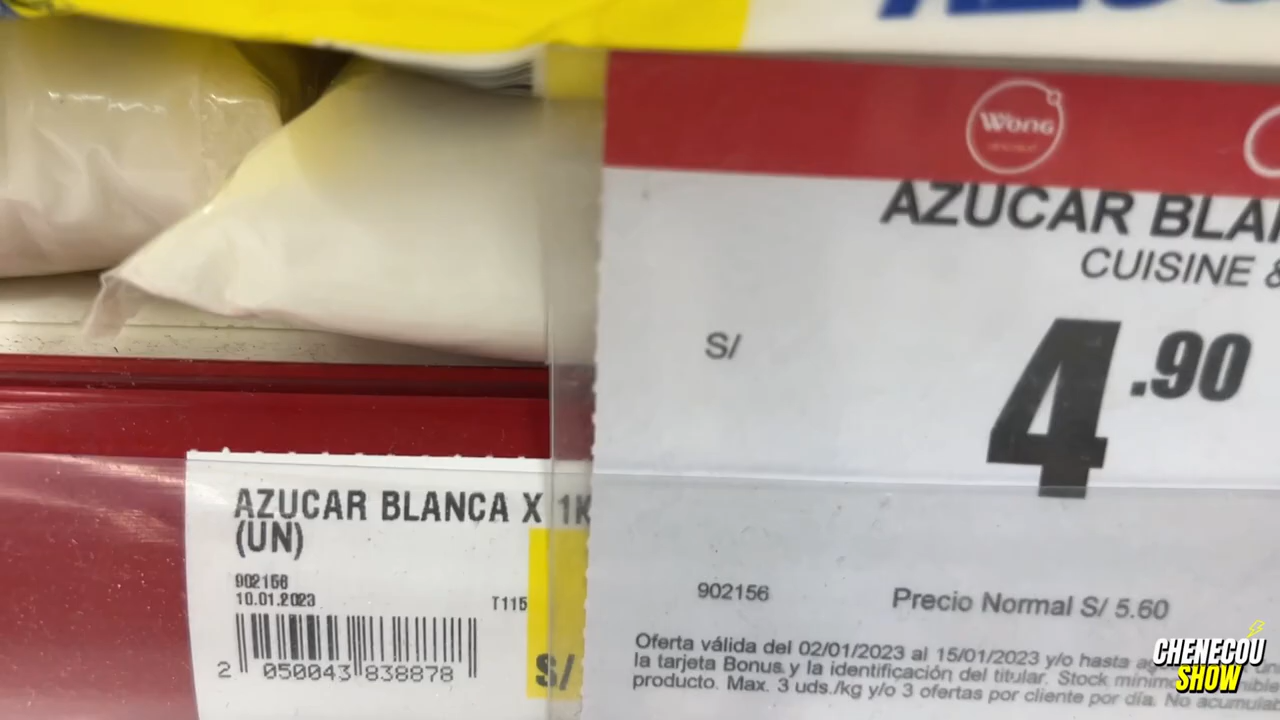 Wong
AZUCAR BLA
CUISINE &
S/
4.90
902156
Precio Normal S/ 5.60
Oferta válida del 02/01/2023 al 15/01/2023 y/o hasta
la tarjeta Bonus y la identificación del titular. Stock mínimo
producto. Max. 3 uds./kg y/o 3 ofertas por cliente por día. No acumulab
AZUCAR BLANCA X 1K
(UN)
902156
10.01.2023
T115
2 050043 838878
S/
CHENECOU
SHOW